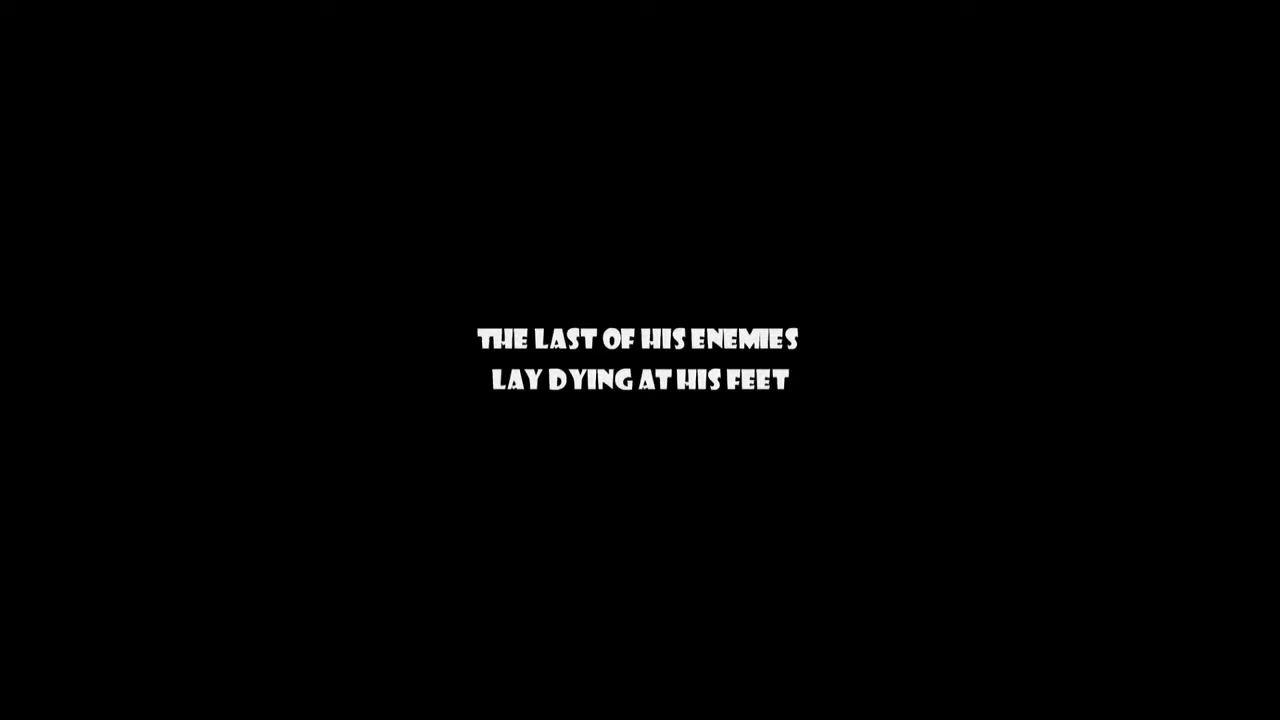 THE LAST OF HIS ENEMIES
LAY DYING AT HIS FEET